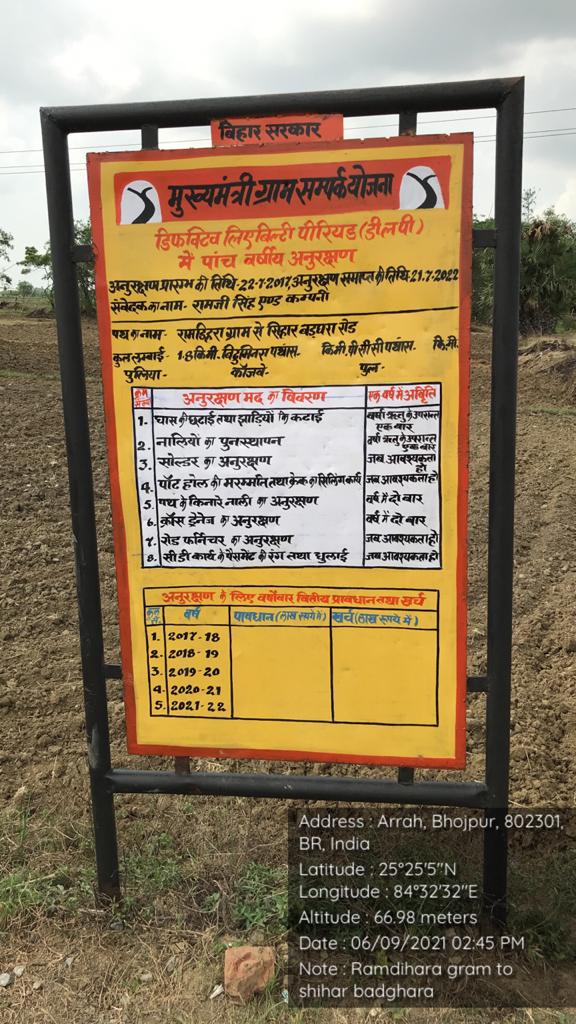 बिहार सरकार
मुख्यमंत्री ग्राम सम्पर्क योजना
डिफेक्टिव लिएबिल्टी पीरियड (डीलपी)
में पांच वर्षीय अनुरक्षण
अनुरक्षण प्रारम्भ की तिथि-22-7-2017, अनुरक्षण समाप्त की तिथि-21.7.2022
संवेदक का नाम - रामजी सिंह एण्ड कम्पनी
पथ का नाम - रामडिहरा ग्राम से सिहार बड़घरा रोड
कुल लम्बाई - 1.8 किमी. बिटुमिनस पथांस- किमी. पी सी सी पथांस- कि.मी.
पुलिया- कौजवे- पुल-
क्रम संख्या अनुरक्षण मद का विवरण एक वर्ष में आवृति
1. घास की छटाई तथा झाड़ियों कि कटाई वर्षा ऋतु के उपरान्त एक बार
2. नालियों का पुनस्थापन वर्षा ऋतु के उपरान्त एक बार
3. सोल्डर का अनुरक्षण जब आवश्यकता हो
4. पॉट होल की मरम्मति तथा क्रेक का सिलिंग कार्य जब आवश्यकता हो
5. पथ के किनारे नाली का अनुरक्षण वर्ष में दो बार
6. क्रॉस ड्रेनेज का अनुरक्षण वर्ष में दो बार
7. रोड फर्निचर का अनुरक्षण जब आवश्यकता हो
8. सी.डी कार्य के पैरामेट की रंग तथा धुलाई जब आवश्यकता हो
अनुरक्षण के लिए वर्षोवार वित्तीय प्रावधान तथा खर्च
क्रम सं. वर्ष प्रावधान (लाख रूपये में) खर्च (लाख रूपये में)
1. 2017-18
2. 2018-19
3. 2019-20
4. 2020-21
5. 2021-22
Address : Arrah, Bhojpur, 802301,
BR, India
Latitude : 25°25'5"N
Longitude : 84°32'32"E
Altitude : 66.98 meters
Date : 06/09/2021 02:45 PM
Note : Ramdihara gram to
shihar badghara